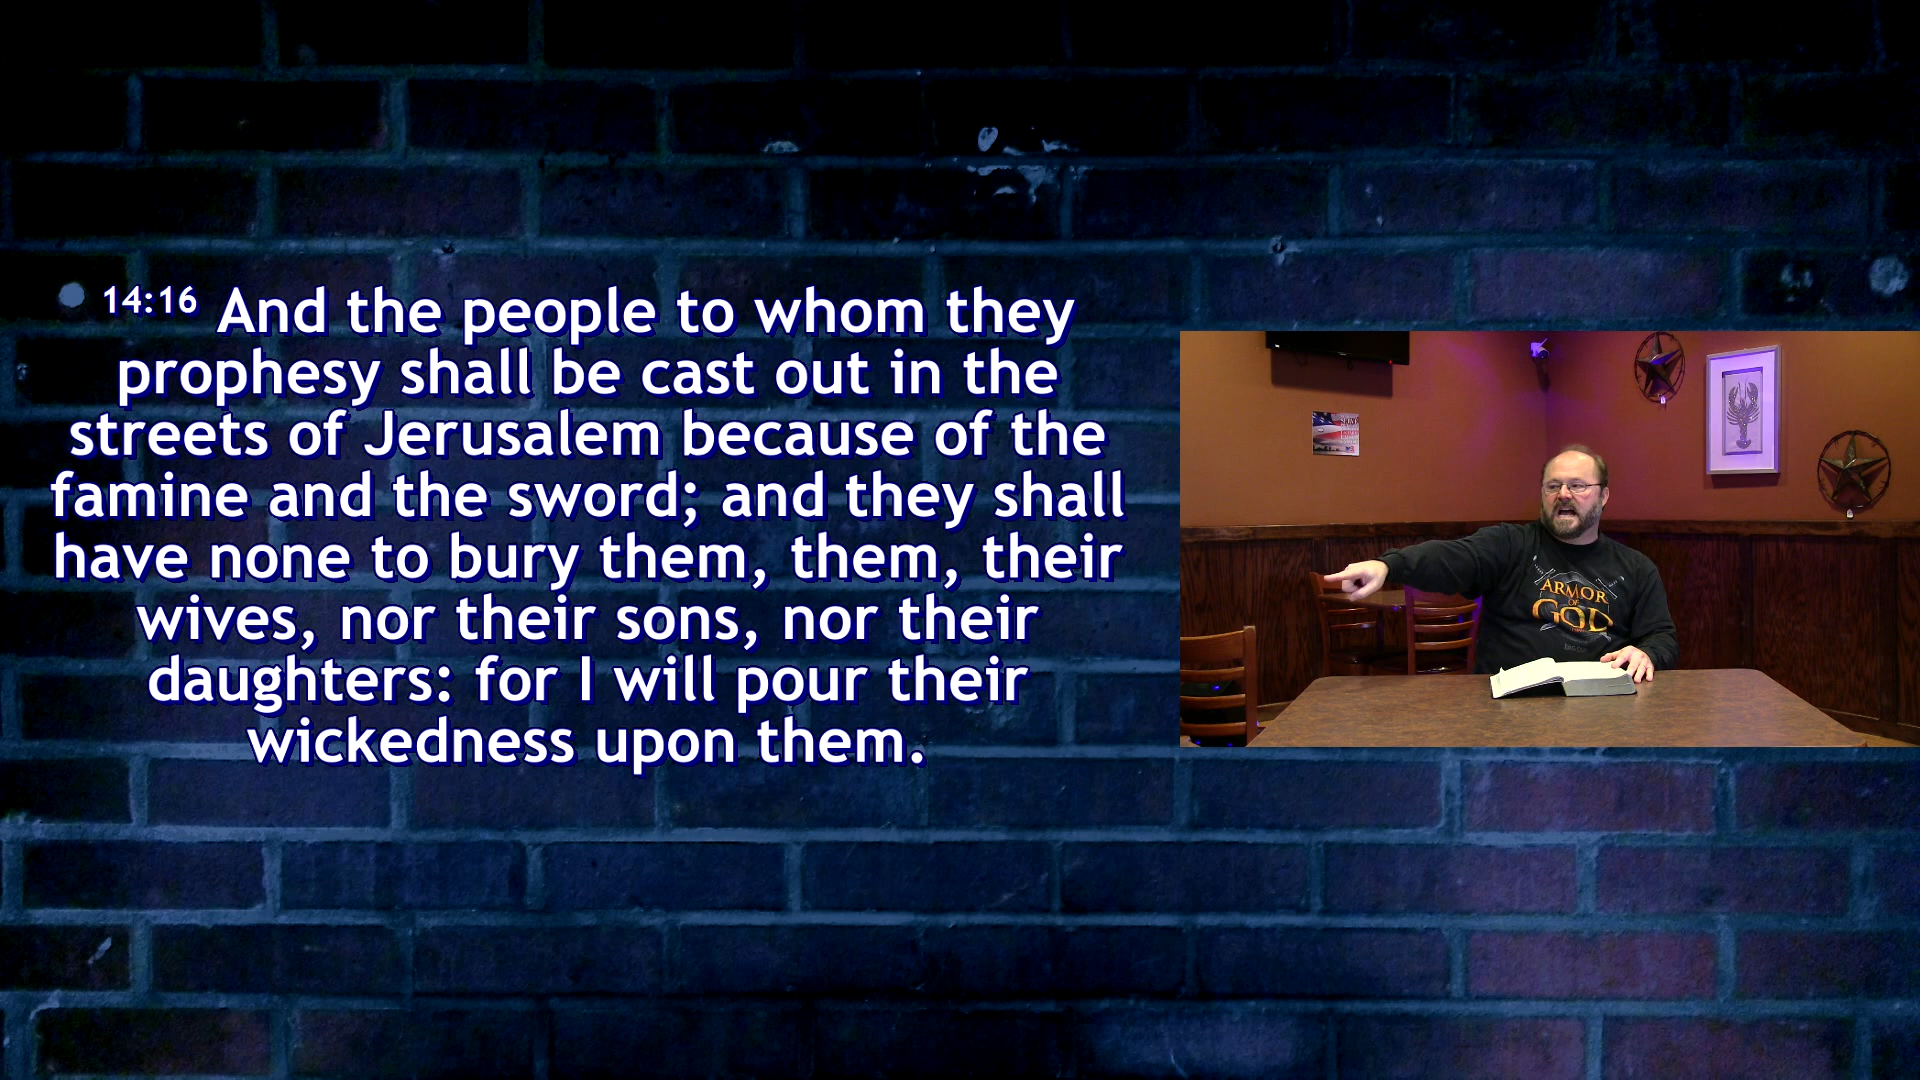 14:16 And the people to whom they
prophesy shall be cast out in the
streets of Jerusalem because of the
famine and the sword; and they shall
have none to bury them, them, their
wives, nor their sons, nor their
daughters: for I will pour their
wickedness upon them.
ARMOR
OF
GOD